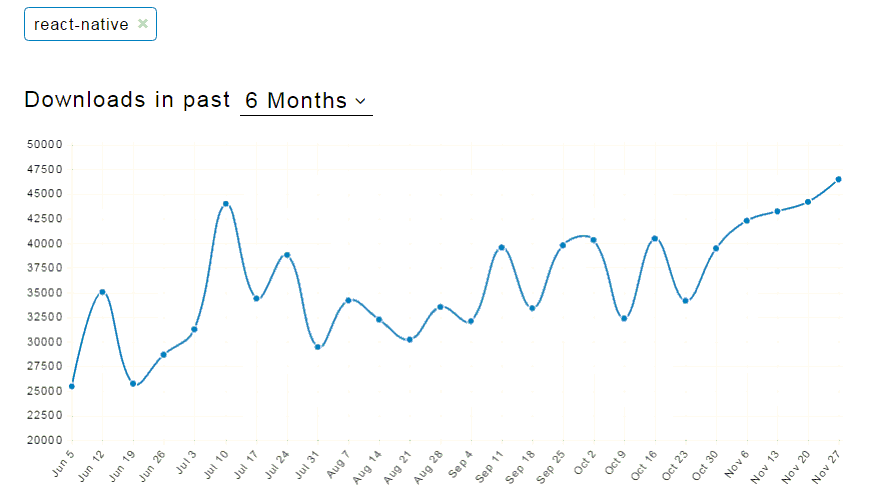 react-native ×
Downloads in past 6 Months
50000
47500
45000
42500
40000
37500
35000
32500
30000
27500
25000
22500
20000
Jun 5
Jun 12
Jun 19
Jun 26
Jul 3
Jul 10
Jul 17
Jul 24
Jul 31
Aug 7
Aug 14
Aug 21
Aug 28
Sep 4
Sep 11
Sep 18
Sep 25
Oct 2
Oct 9
Oct 16
Oct 23
Oct 30
Nov 6
Nov 13
Nov 20
Nov 27